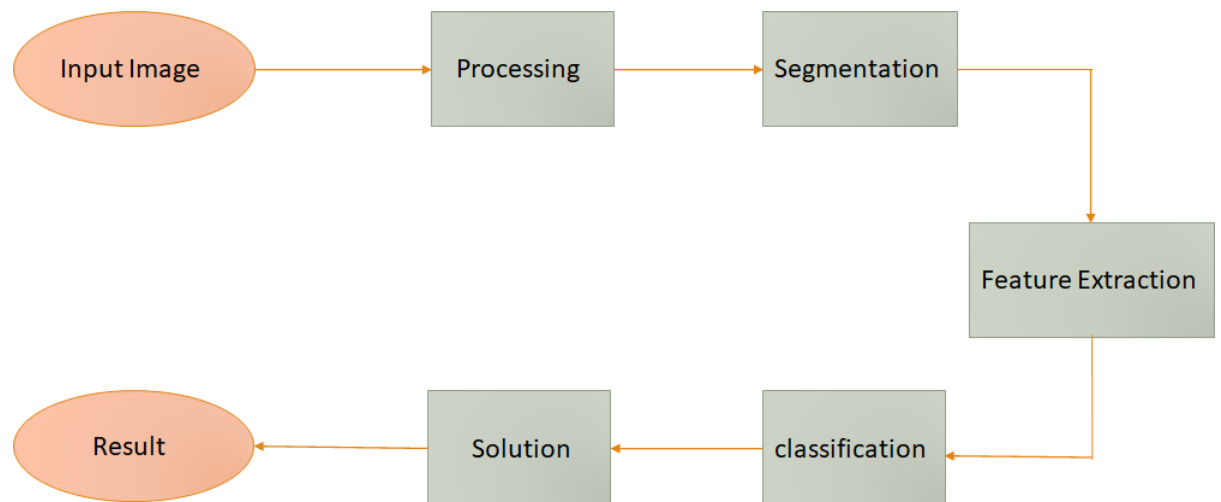 Input Image
Processing
Segmentation
Feature Extraction
classification
Solution
Result